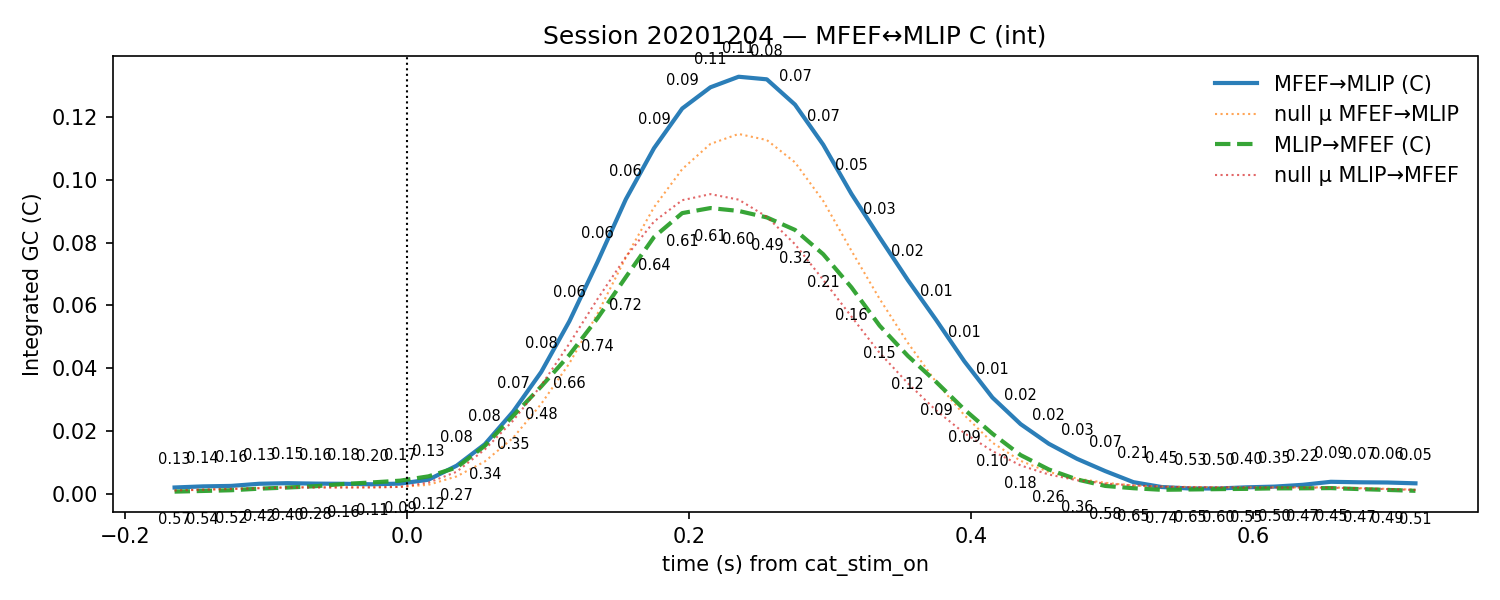 Session 20201204 — MFEF↔MLIP C (int)
MFEF→MLIP (C)
null μ MFEF→MLIP
MLIP→MFEF (C)
null μ MLIP→MFEF
Integrated GC (C)
0.12
0.10
0.08
0.06
0.04
0.02
0.00
0.13 0.14 0.16 0.13 0.15 0.16 0.18 0.20 0.17 0.13 0.08 0.08 0.07 0.08 0.06 0.06 0.06 0.09 0.09 0.11 0.11 0.08 0.07 0.07 0.05 0.03 0.02 0.01 0.01 0.01 0.02 0.02 0.03 0.07 0.21 0.45 0.53 0.50 0.40 0.35 0.22 0.09 0.07 0.06 0.05
0.57 0.54 0.52 0.42 0.40 0.28 0.16 0.11 0.09 0.12 0.27 0.34 0.35 0.48 0.66 0.74 0.72 0.64 0.61 0.61 0.60 0.49 0.32 0.21 0.16 0.15 0.12 0.09 0.09 0.10 0.18 0.26 0.36 0.58 0.65 0.74 0.65 0.60 0.55 0.50 0.47 0.45 0.47 0.49 0.51
−0.2 0.0 0.2 0.4 0.6
time (s) from cat_stim_on